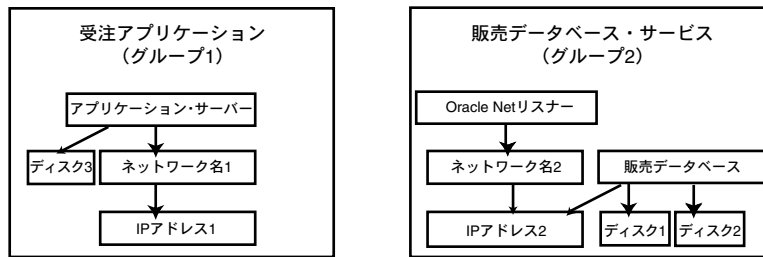 受注アプリケーション
(グループ1)
アプリケーション・サーバー
ディスク3
ネットワーク名1
IPアドレス1
販売データベース・サービス
(グループ2)
Oracle Netリスナー
ネットワーク名2
販売データベース
IPアドレス2
ディスク1
ディスク2